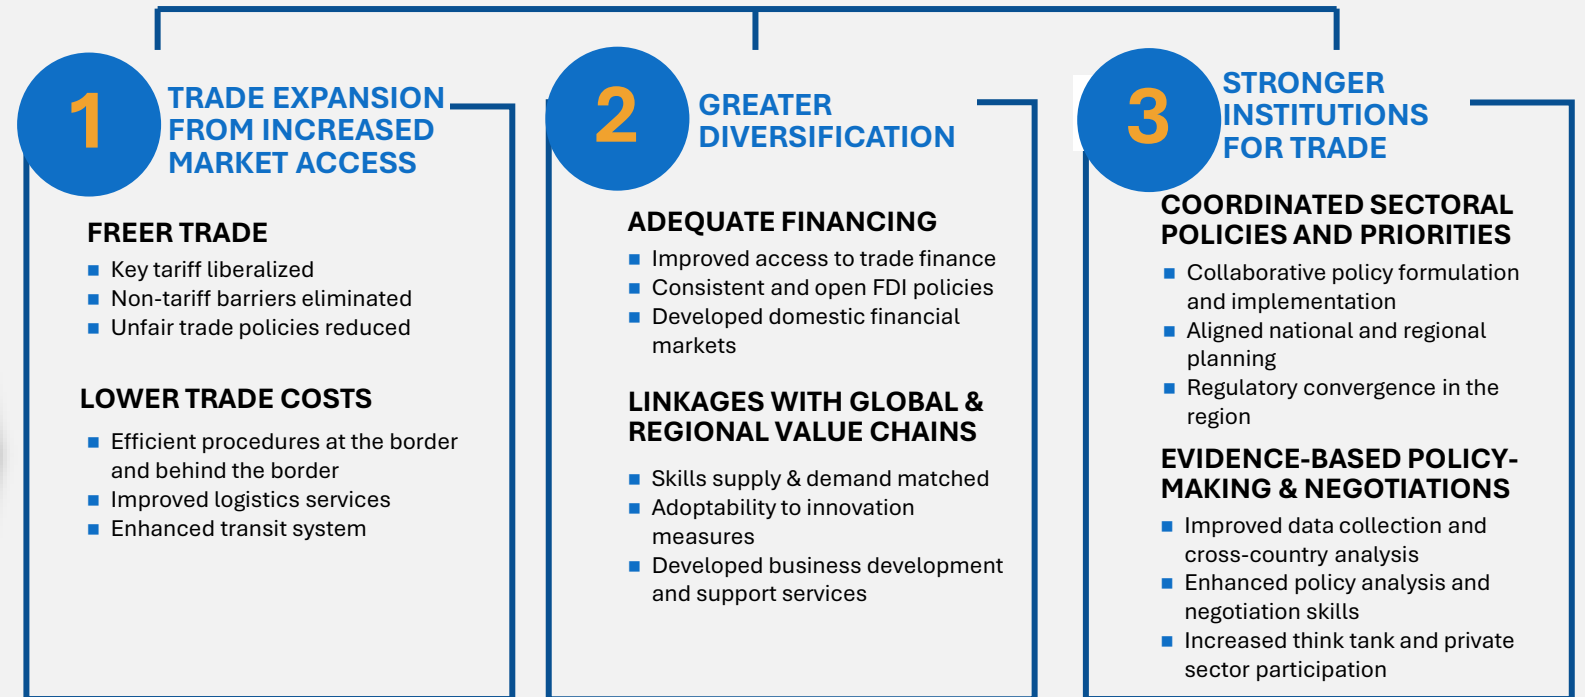 1
TRADE EXPANSION
FROM INCREASED
MARKET ACCESS
FREER TRADE
Key tariff liberalized
Non-tariff barriers eliminated
Unfair trade policies reduced
LOWER TRADE COSTS
Efficient procedures at the border
and behind the border
Improved logistics services
Enhanced transit system
2
GREATER
DIVERSIFICATION
ADEQUATE FINANCING
Improved access to trade finance
Consistent and open FDI policies
Developed domestic financial
markets
LINKAGES WITH GLOBAL &
REGIONAL VALUE CHAINS
Skills supply & demand matched
Adoptability to innovation
measures
Developed business development
and support services
3
STRONGER
INSTITUTIONS
FOR TRADE
COORDINATED SECTORAL
POLICIES AND PRIORITIES
Collaborative policy formulation
and implementation
Aligned national and regional
planning
Regulatory convergence in the
region
EVIDENCE-BASED POLICY-
MAKING & NEGOTIATIONS
Improved data collection and
cross-country analysis
Enhanced policy analysis and
negotiation skills
Increased think tank and private
sector participation